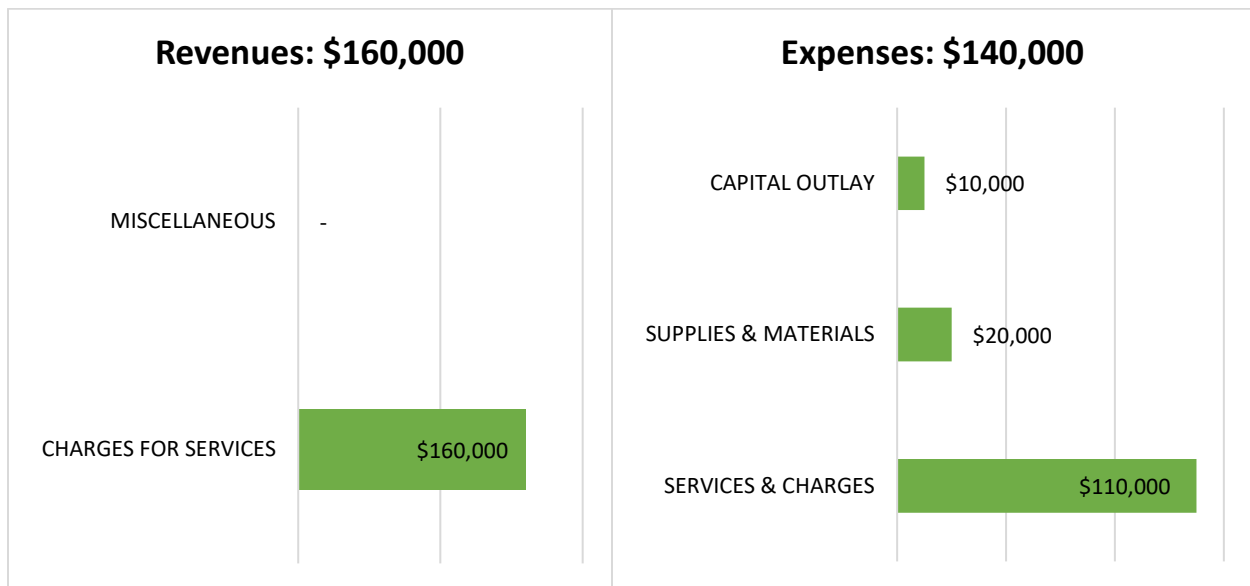 Revenues: $160,000
MISCELLANEOUS
-
CHARGES FOR SERVICES
$160,000
Expenses: $140,000
CAPITAL OUTLAY
$10,000
SUPPLIES & MATERIALS
$20,000
SERVICES & CHARGES
$110,000